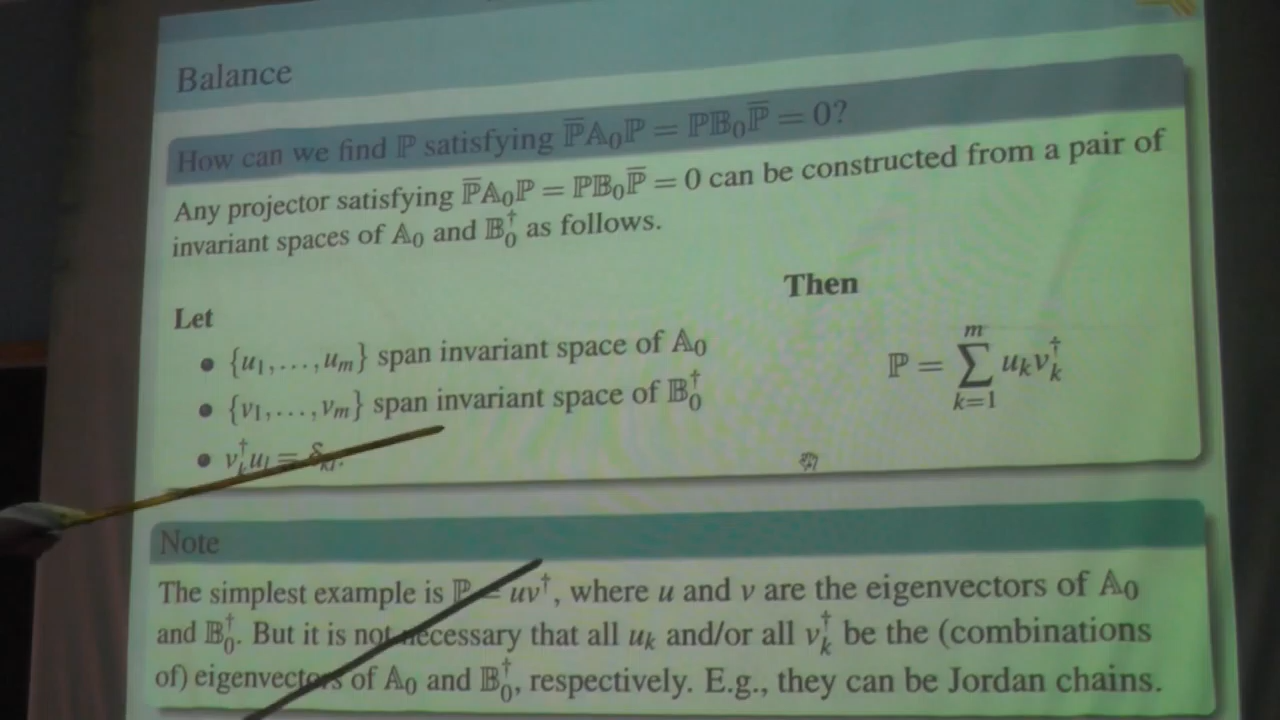 Balance
How can we find ℙ satisfying ℙ̅𝔸₀ℙ = ℙ𝔹₀ℙ̅ = 0?
Any projector satisfying ℙ̅𝔸₀ℙ = ℙ𝔹₀ℙ̅ = 0 can be constructed from a pair of
invariant spaces of 𝔸₀ and 𝔹₀† as follows.
Let
• {u₁,...,uₘ} span invariant space of 𝔸₀
• {v₁,...,vₘ} span invariant space of 𝔹₀†
• vₖ†uₗ = δₖₗ.
Then
ℙ = ∑ₖ₌₁ᵐ uₖvₖ†
Note
The simplest example is ℙ = uv†, where u and v are the eigenvectors of 𝔸₀
and 𝔹₀†. But it is not necessary that all uₖ and/or all vₖ† be the (combinations
of) eigenvectors of 𝔸₀ and 𝔹₀†, respectively. E.g., they can be Jordan chains.